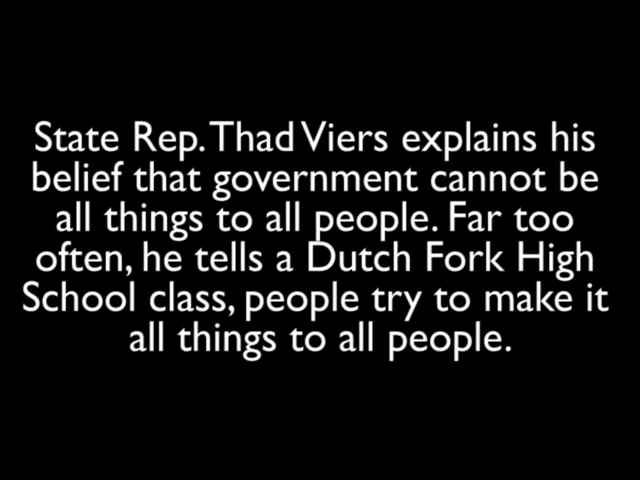 State Rep. Thad Viers explains his
belief that government cannot be
all things to all people. Far too
often, he tells a Dutch Fork High
School class, people try to make it
all things to all people.